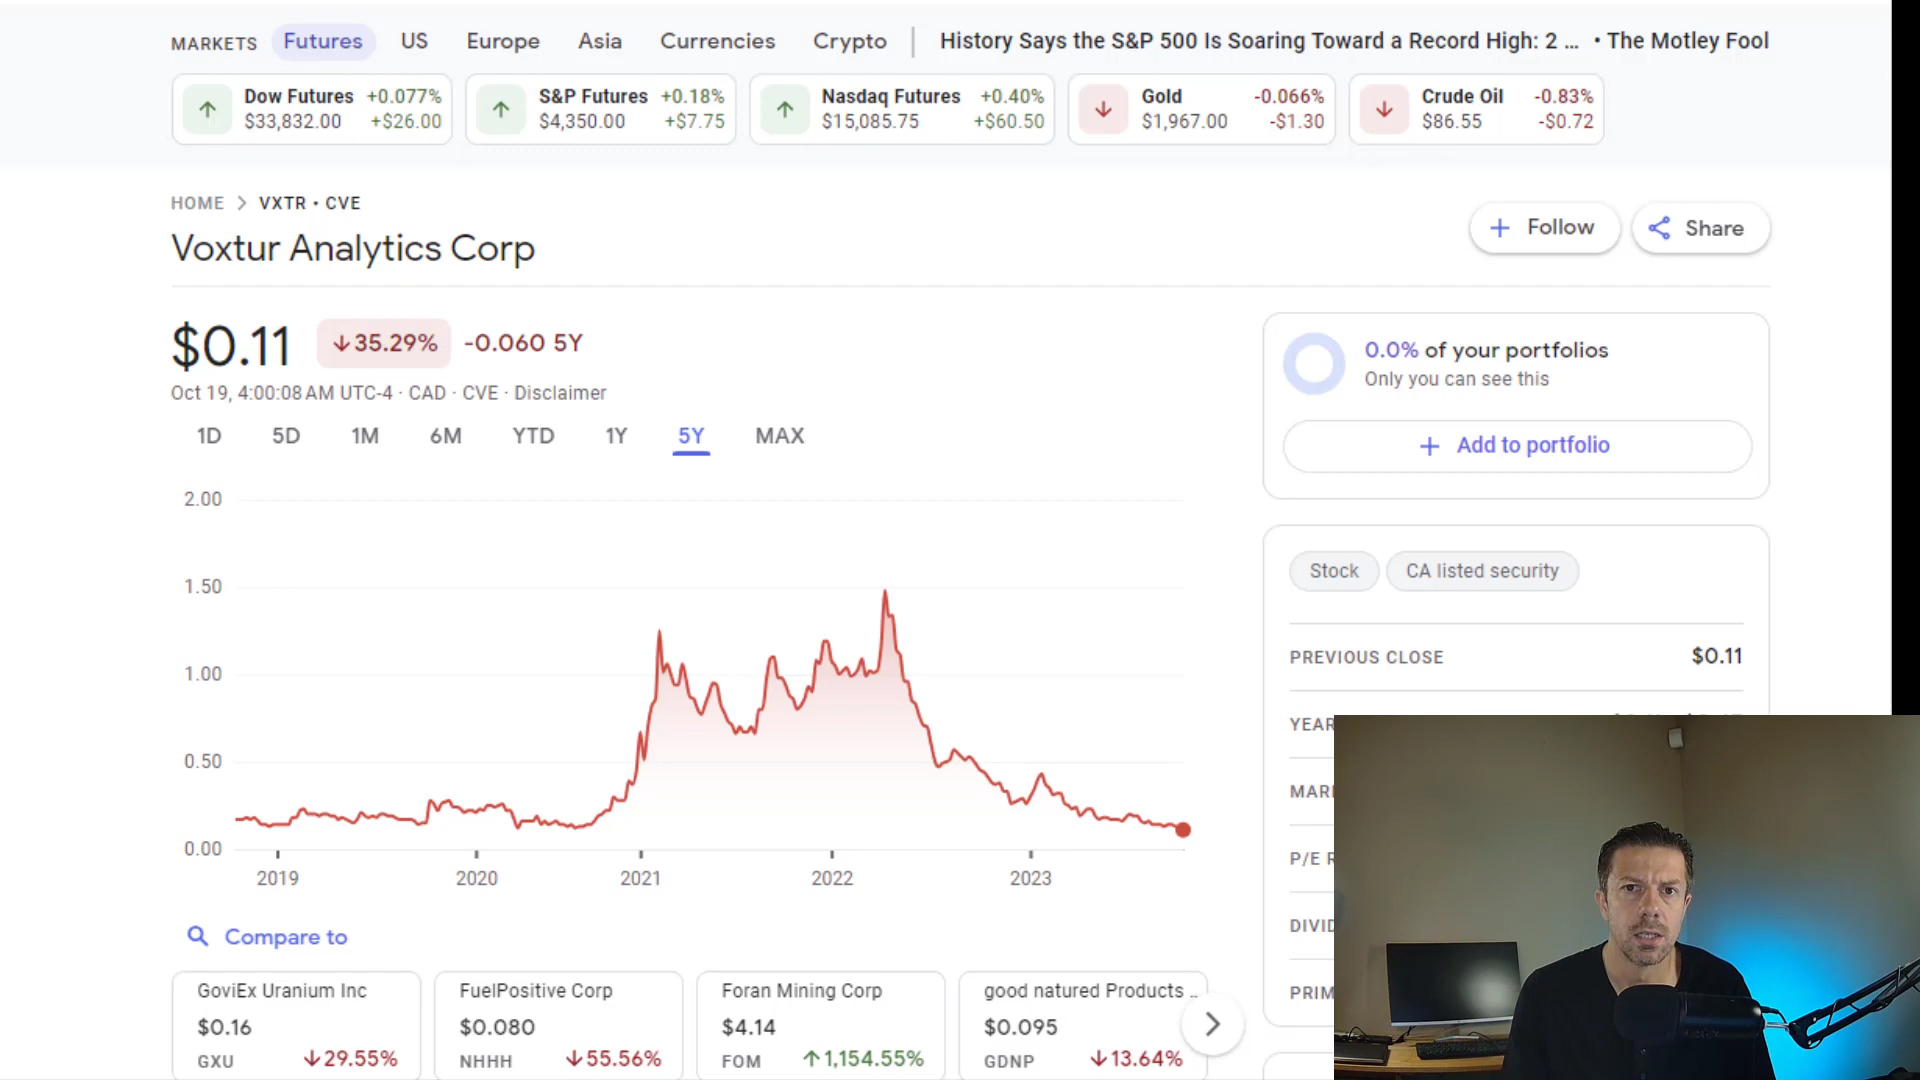 MARKETS Futures US Europe Asia Currencies Crypto History Says the S&P 500 Is Soaring Toward a Record High: 2 ... • The Motley Fool
Dow Futures +0.077%
$33,832.00 +$26.00
S&P Futures +0.18%
$4,350.00 +$7.75
Nasdaq Futures +0.40%
$15,085.75 +$60.50
Gold -0.066%
$1,967.00 -$1.30
Crude Oil -0.83%
$86.55 -$0.72
HOME VXTR • CVE
Voxtur Analytics Corp
Follow
Share
$0.11 35.29% -0.060 5Y
Oct 19, 4:00:08 AM UTC-4 · CAD · CVE · Disclaimer
1D 5D 1M 6M YTD 1Y 5Y MAX
2.00
1.50
1.00
0.50
0.00
2019 2020 2021 2022 2023
Compare to
GoviEx Uranium Inc
$0.16
GXU 29.55%
FuelPositive Corp
$0.080
NHHH 55.56%
Foran Mining Corp
$4.14
FOM 1,154.55%
good natured Products ..
$0.095
GDNP 13.64%
0.0% of your portfolios
Only you can see this
Add to portfolio
Stock
CA listed security
PREVIOUS CLOSE $0.11
YEAR
MAR
P/E R
DIVID
PRIM